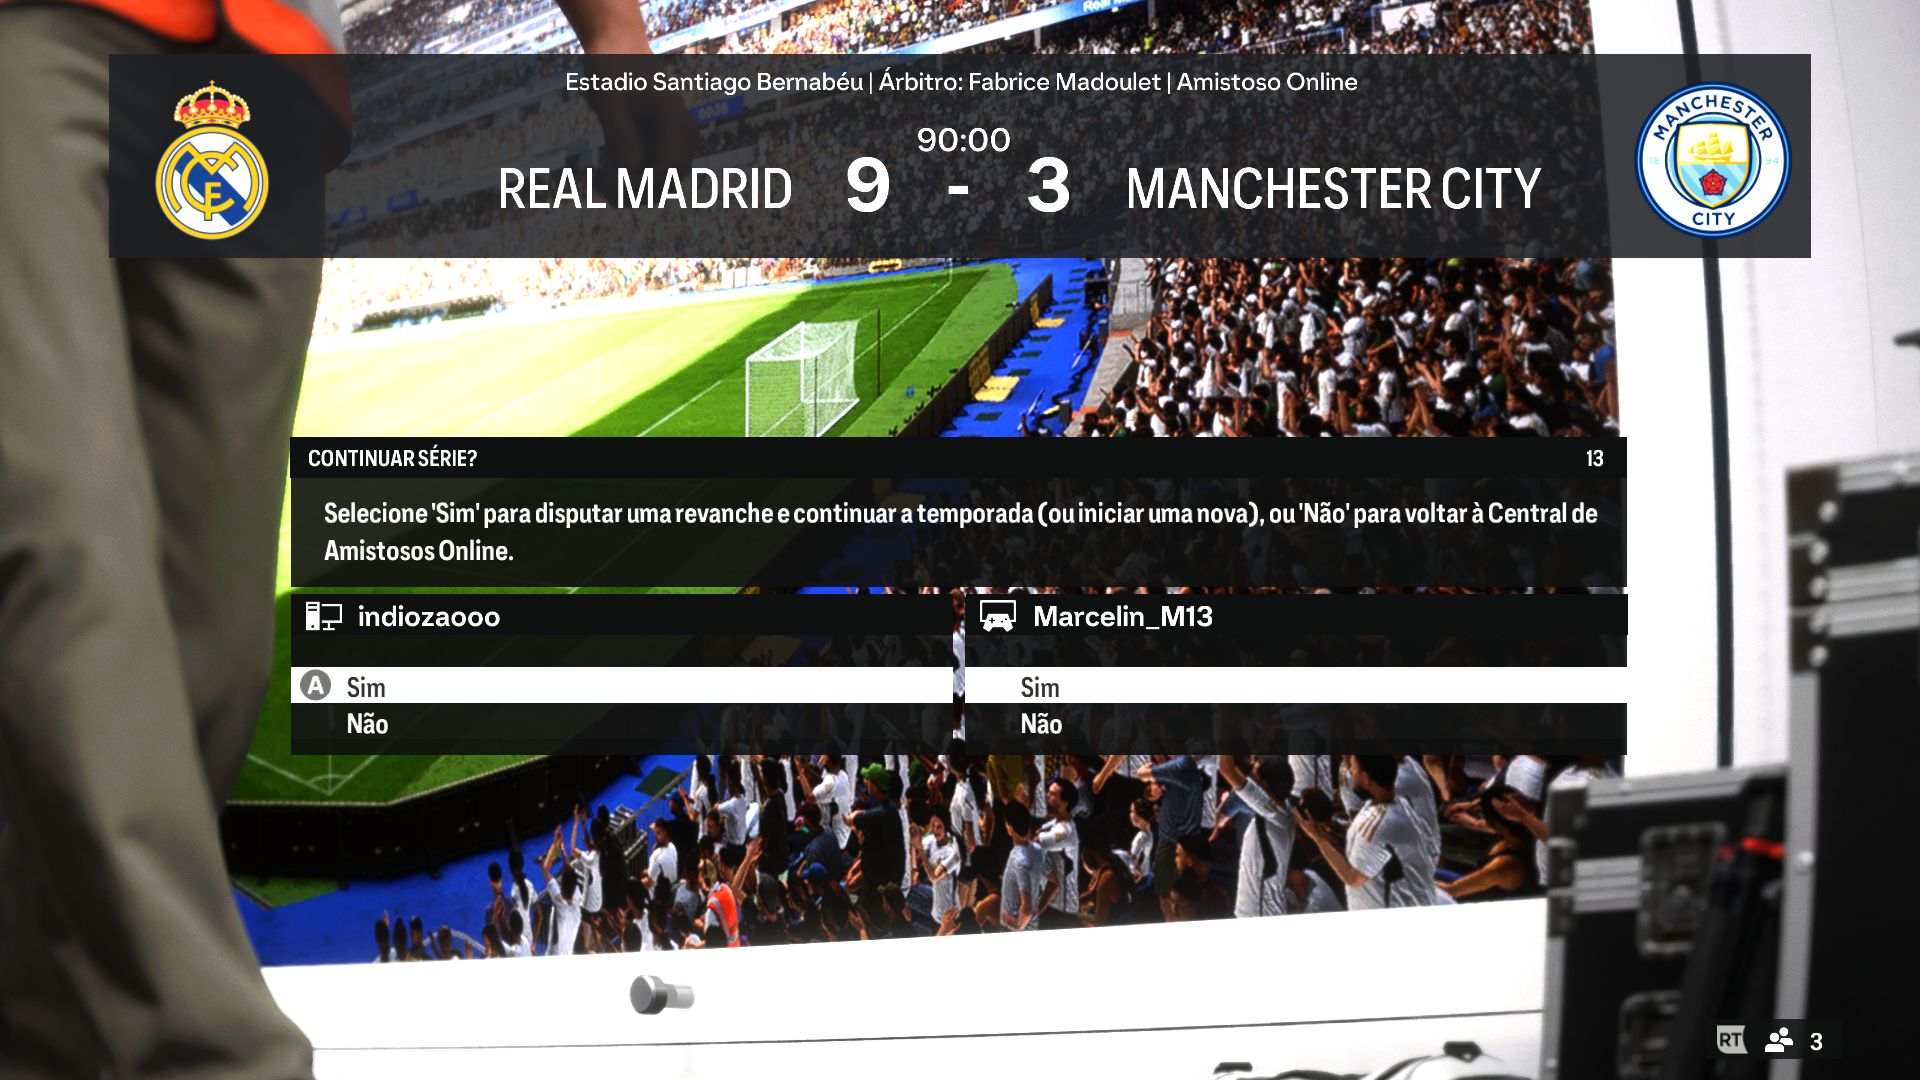 Estadio Santiago Bernabéu | Árbitro: Fabrice Madoulet | Amistoso Online
90:00
REAL MADRID 9 - 3 MANCHESTER CITY
MANCHESTER
18 94
CITY
CONTINUAR SÉRIE? 13
Selecione 'Sim' para disputar uma revanche e continuar a temporada (ou iniciar uma nova), ou 'Não' para voltar à Central de
Amistosos Online.
indiozaooo Marcelin_M13
A Sim Sim
Não Não
RT 3